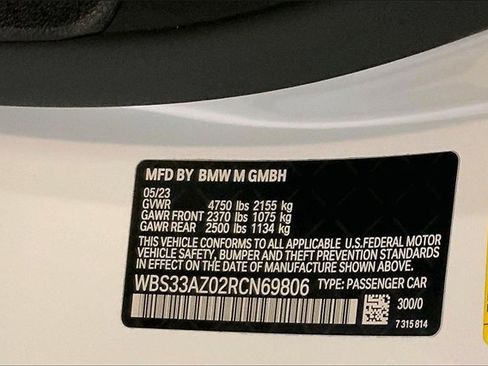 MFD BY BMW M GMBH
05/23
GVWR 4750 lbs 2155 kg
GAWR FRONT 2370 lbs 1075 kg
GAWR REAR 2500 lbs 1134 kg
THIS VEHICLE CONFORMS TO ALL APPLICABLE U.S.FEDERAL MOTOR
VEHICLE SAFETY, BUMPER AND THEFT PREVENTION STANDARDS
IN EFFECT ON THE DATE OF MANUFACTURE SHOWN ABOVE.
WBS33AZ02RCN69806 TYPE: PASSENGER CAR
300/0
7 315 814